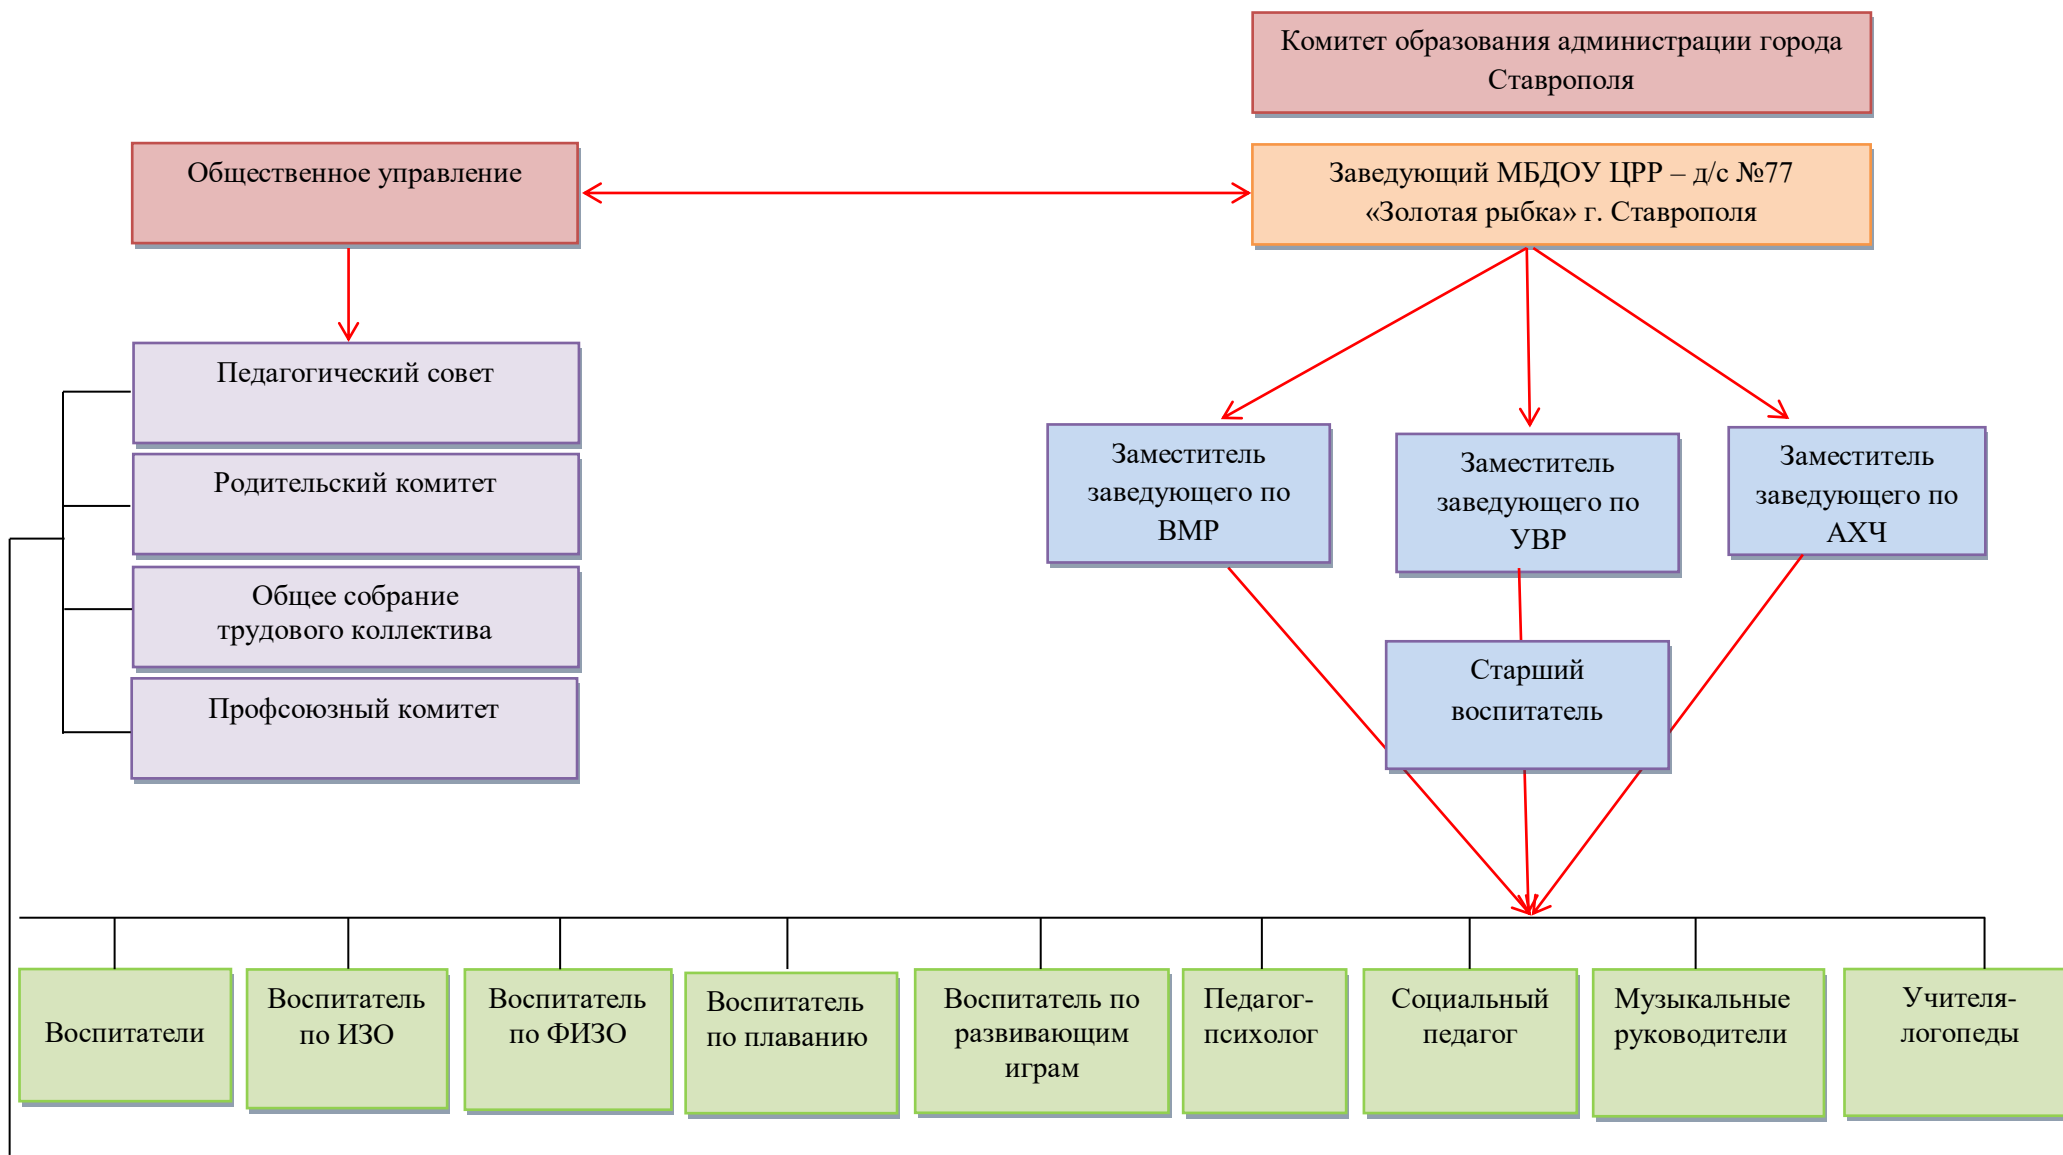 Комитет образования администрации города
Ставрополя
Общественное управление
Заведующий МБДОУ ЦРР – д/с №77
«Золотая рыбка» г. Ставрополя
Педагогический совет
Родительский комитет
Общее собрание
трудового коллектива
Профсоюзный комитет
Заместитель
заведующего по
ВМР
Заместитель
заведующего по
УВР
Заместитель
заведующего по
АХЧ
Старший
воспитатель
Воспитатели
Воспитатель
по ИЗО
Воспитатель
по ФИЗО
Воспитатель
по плаванию
Воспитатель по
развивающим
играм
Педагог-
психолог
Социальный
педагог
Музыкальные
руководители
Учителя-
логопеды